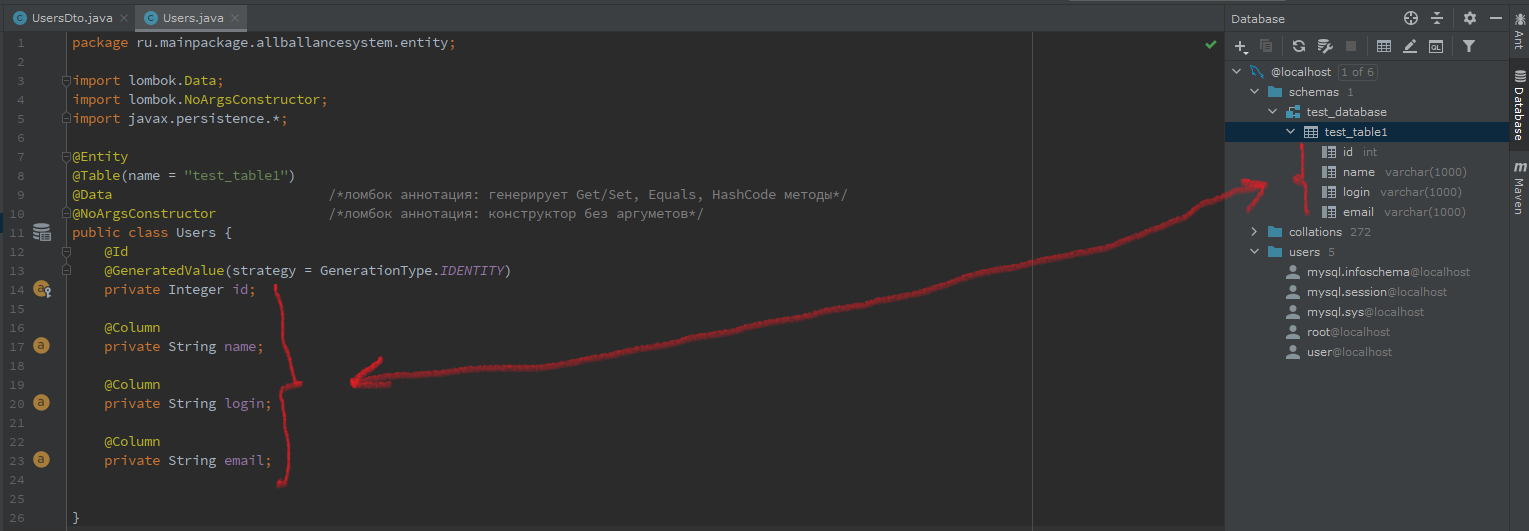 UsersDto.java
Users.java
1 package ru.mainpackage.allballancesystem.entity;
2
3 import lombok.Data;
4 import lombok.NoArgsConstructor;
5 import javax.persistence.*;
6
7 @Entity
8 @Table(name = "test_table1")
9 @Data /*ломбок аннотация: генерирует Get/Set, Equals, HashCode методы*/
10 @NoArgsConstructor /*ломбок аннотация: конструктор без аргуметов*/
11 public class Users {
12 @Id
13 @GeneratedValue(strategy = GenerationType.IDENTITY)
14 private Integer id;
15
16 @Column
17 private String name;
18
19 @Column
20 private String login;
21
22 @Column
23 private String email;
24
25
26 }
Database
@localhost 1 of 6
schemas 1
test_database
test_table1
id int
name varchar(1000)
login varchar(1000)
email varchar(1000)
collations 272
users 5
mysql.infoschema@localhost
mysql.session@localhost
mysql.sys@localhost
root@localhost
user@localhost
Ant
Database
m Maven